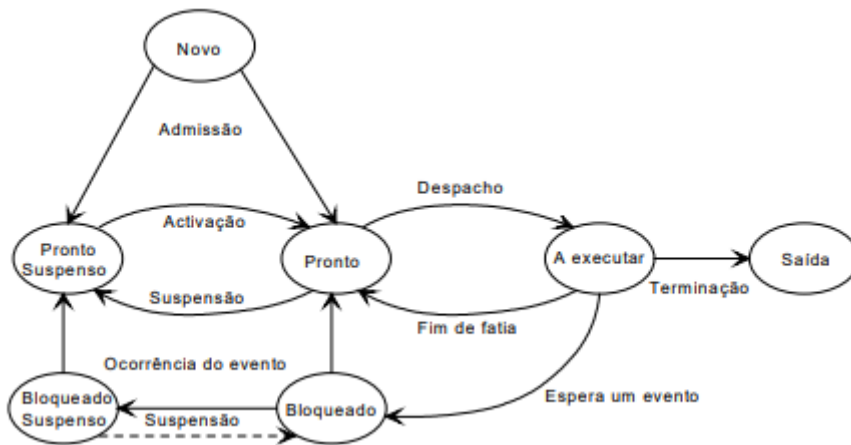 Novo
Admissão
Despacho
Activação
Pronto
Suspenso
Pronto
A executar
Saída
Suspensão
Terminação
Fim de fatia
Ocorrência do evento
Espera um evento
Bloqueado
Suspenso
Suspensão
Bloqueado